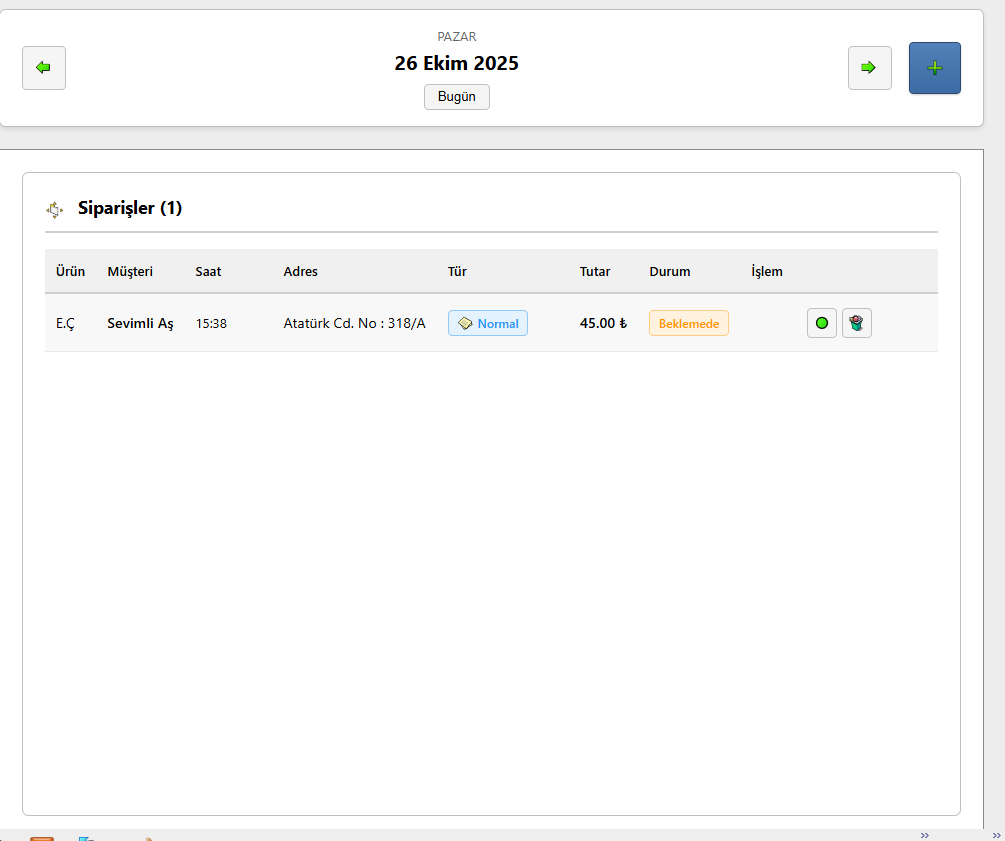 PAZAR
26 Ekim 2025
Bugün
Siparişler (1)
Ürün Müşteri Saat Adres Tür Tutar Durum İşlem
E.Ç Sevimli Aş 15:38 Atatürk Cd. No : 318/A Normal 45.00 ₺ Beklemede